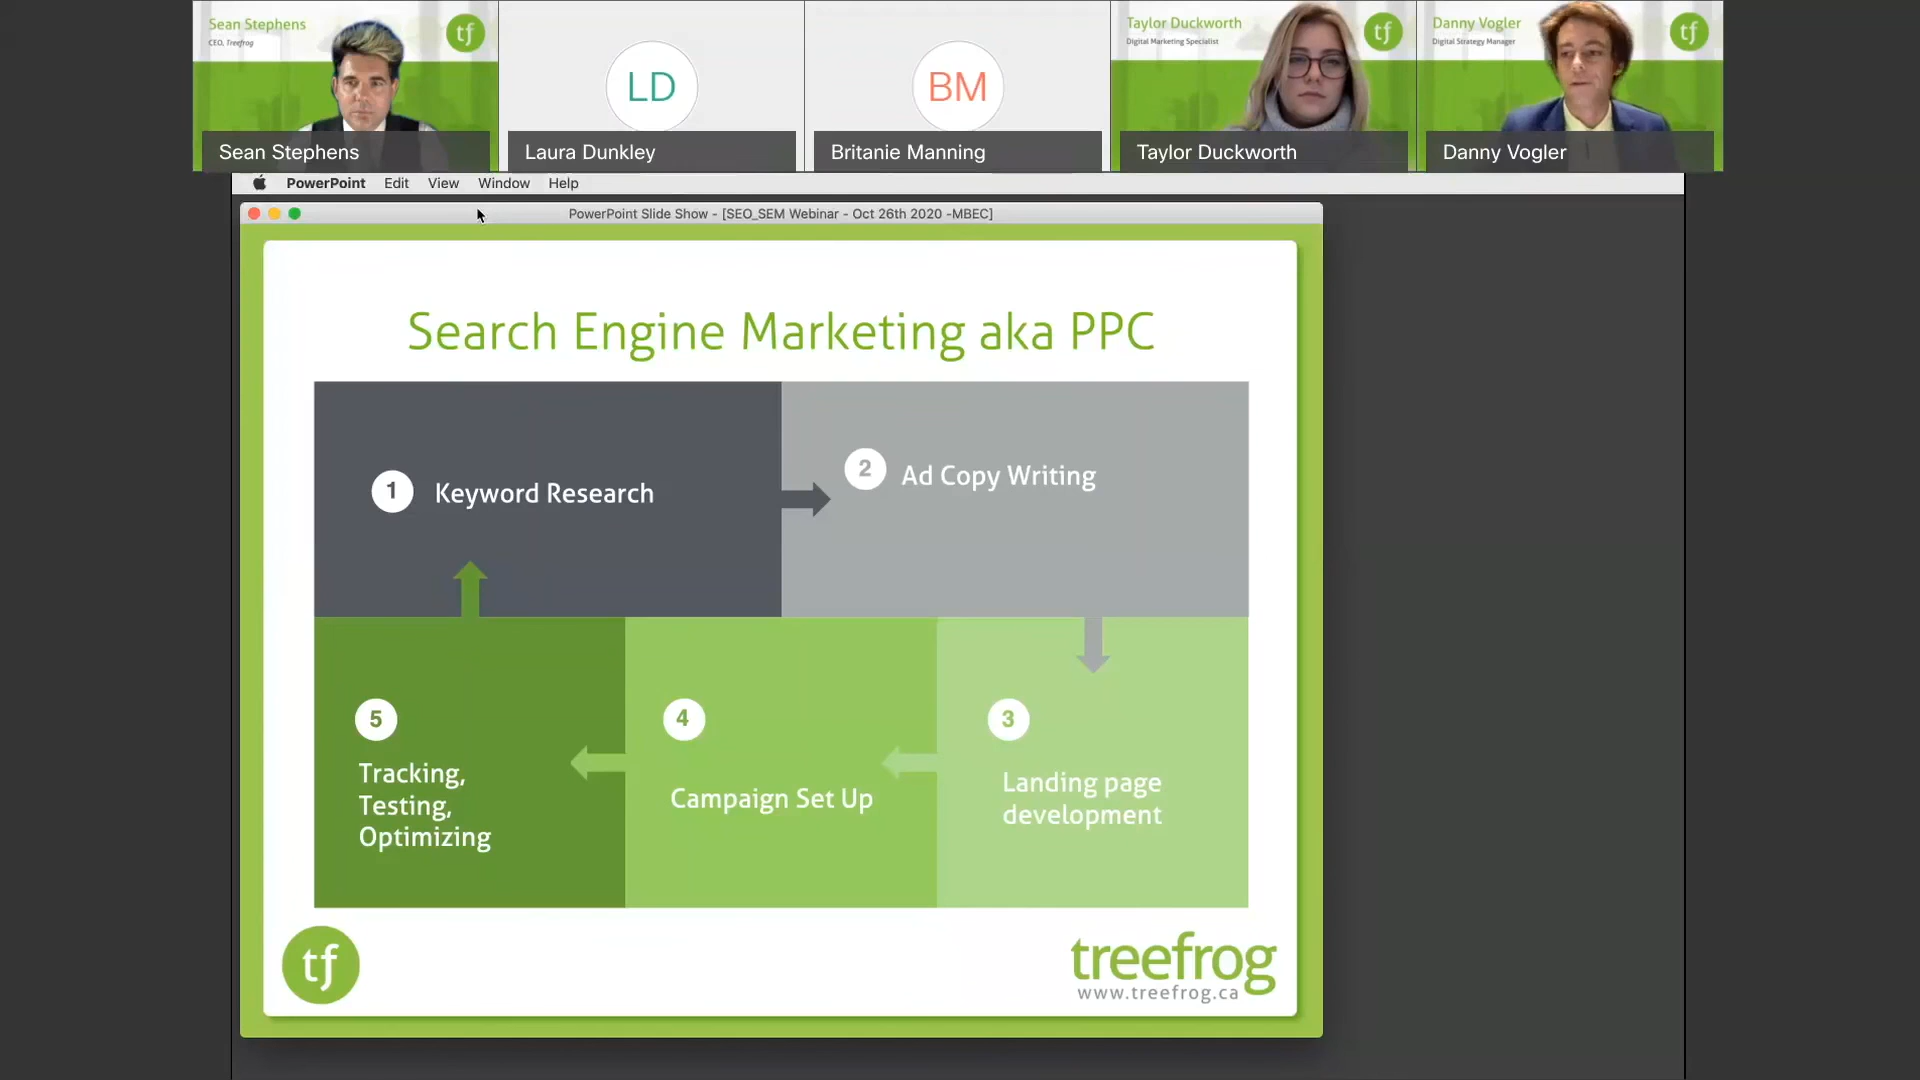 Sean Stephens
CEO, Treefrog
tf
Sean Stephens
LD
Laura Dunkley
BM
Britanie Manning
Taylor Duckworth
Digital Marketing Specialist
tf
Taylor Duckworth
Danny Vogler
Digital Strategy Manager
tf
Danny Vogler
PowerPoint Edit View Window Help
PowerPoint Slide Show - [SEO_SEM Webinar - Oct 26th 2020 -MBEC]
Search Engine Marketing aka PPC
1 Keyword Research
2 Ad Copy Writing
3
Landing page
development
4
Campaign Set Up
5
Tracking,
Testing,
Optimizing
tf
treefrog
www.treefrog.ca